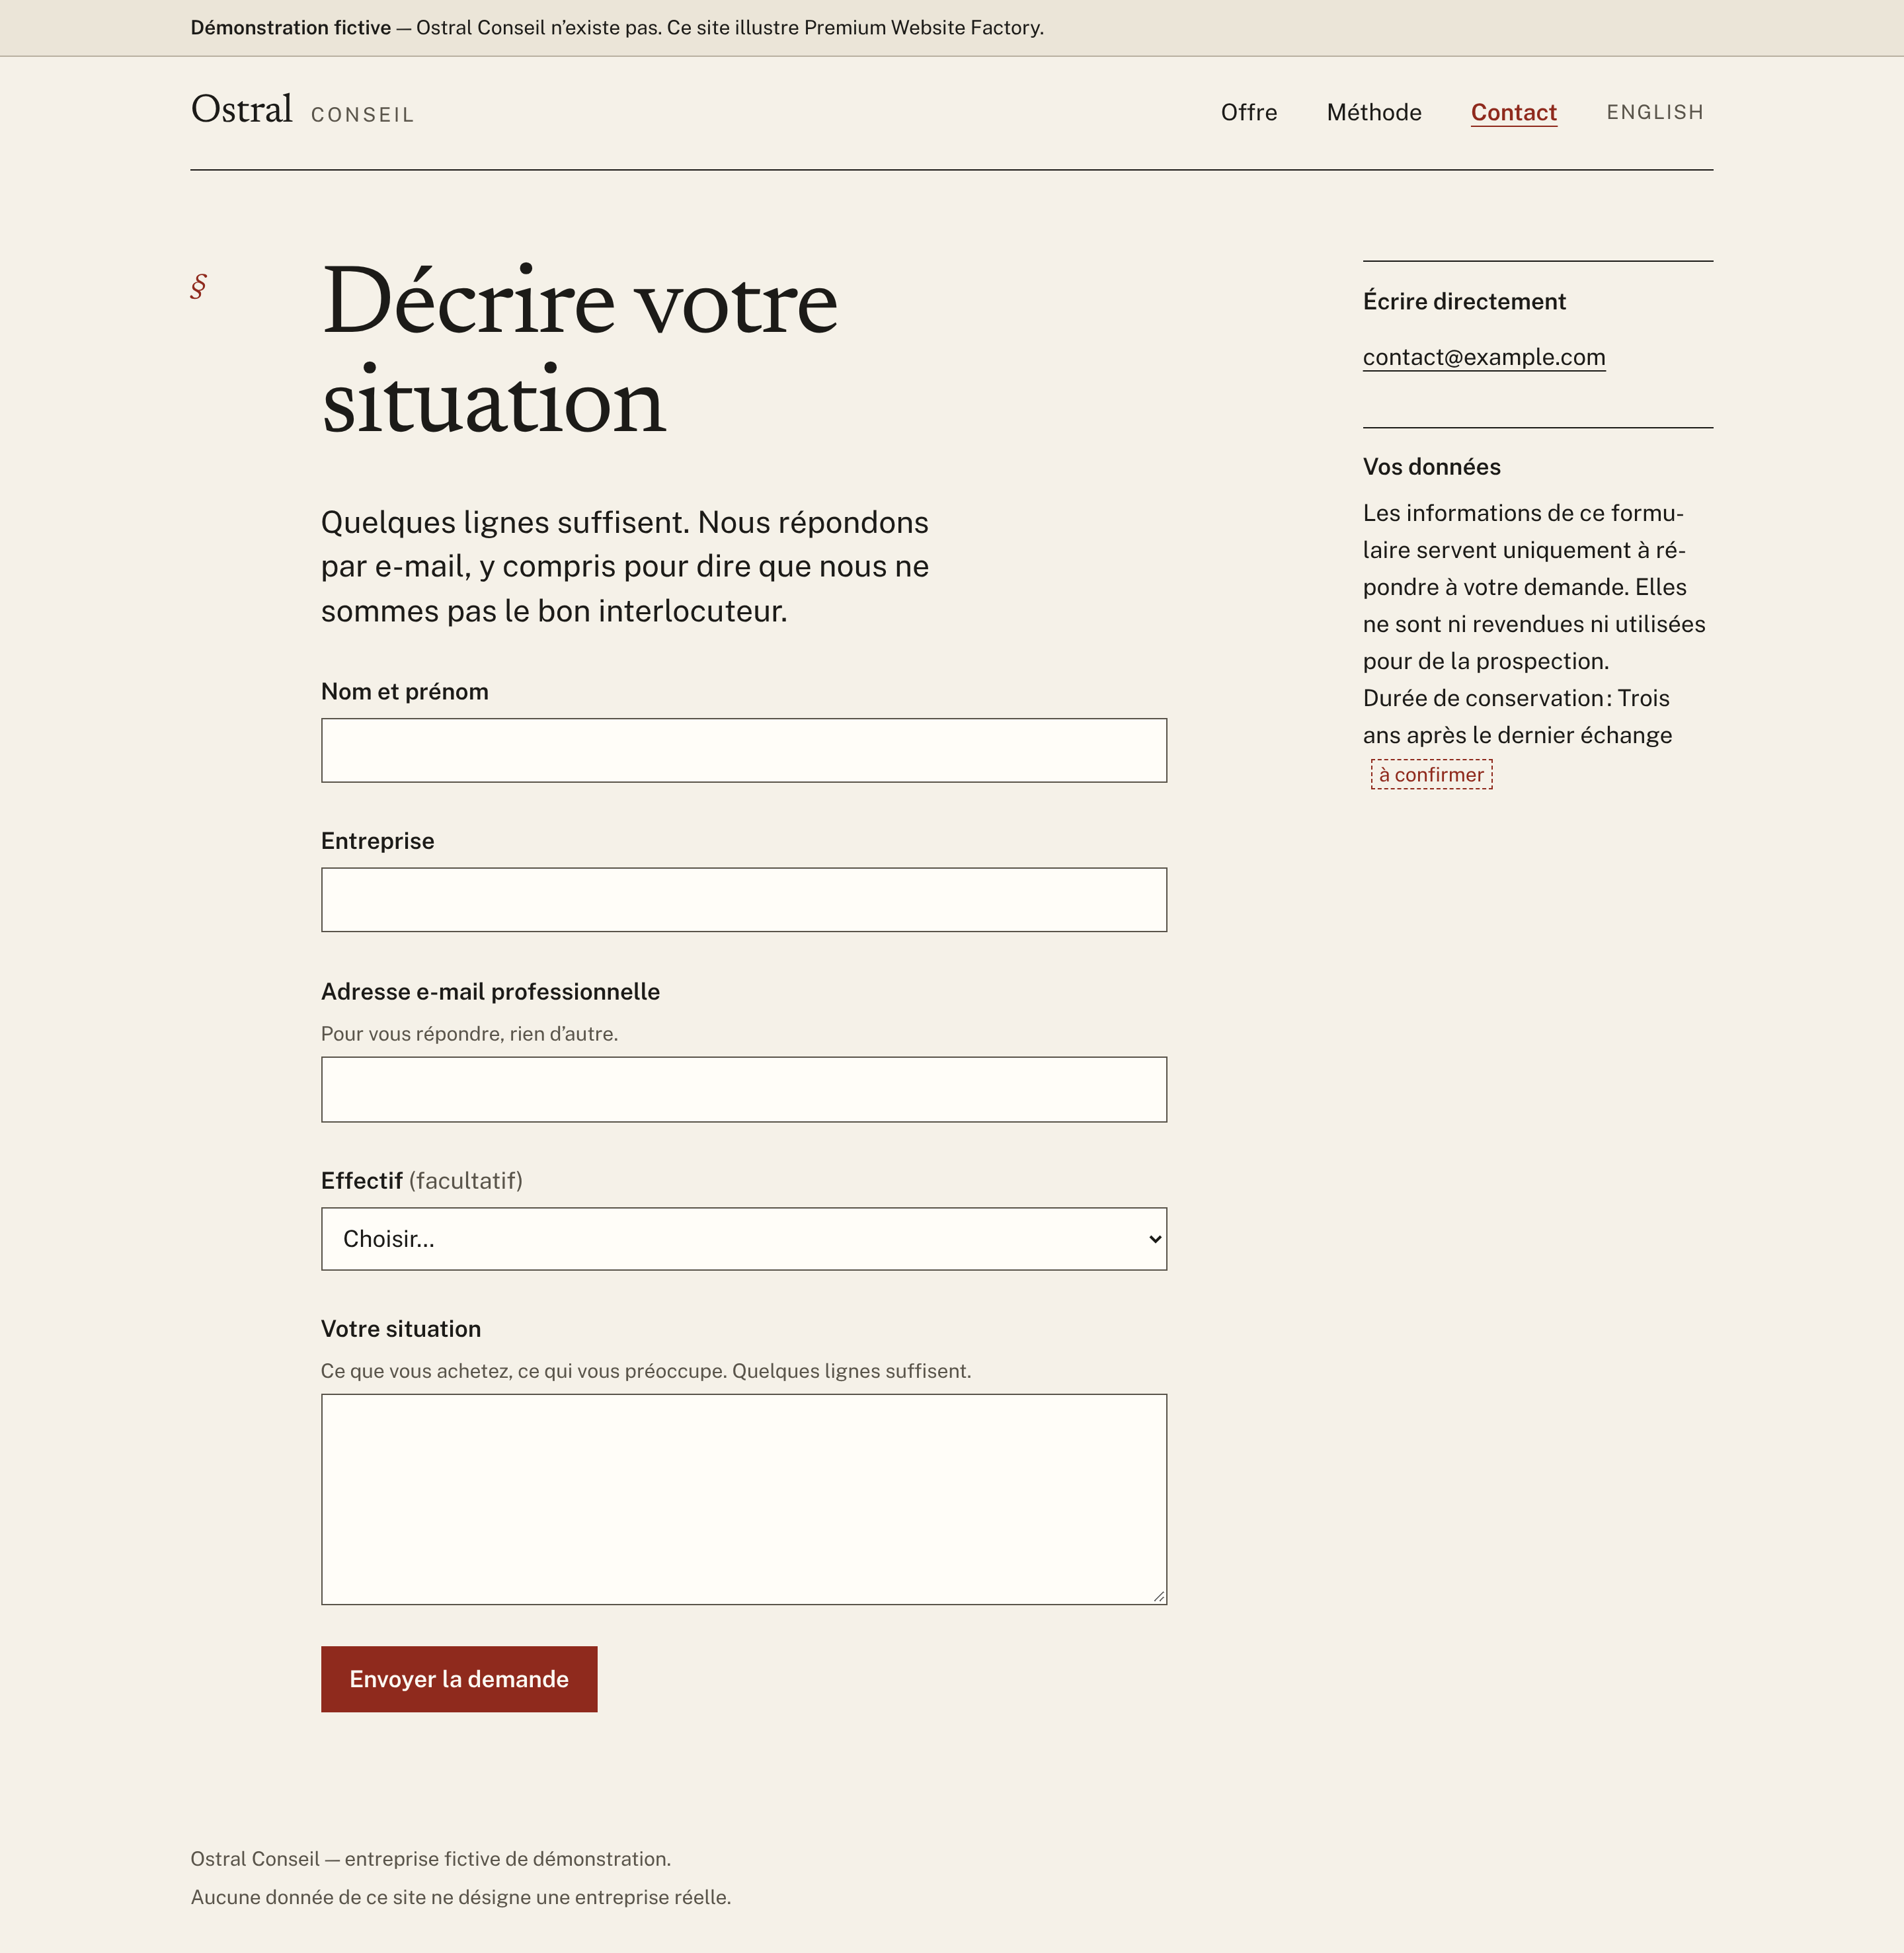 Démonstration fictive — Ostral Conseil n’existe pas. Ce site illustre Premium Website Factory.
Ostral CONSEIL
Offre Méthode Contact ENGLISH
§
Décrire votre
situation
Quelques lignes suffisent. Nous répondons
par e-mail, y compris pour dire que nous ne
sommes pas le bon interlocuteur.
Nom et prénom
Entreprise
Adresse e-mail professionnelle
Pour vous répondre, rien d’autre.
Effectif (facultatif)
Choisir…
Votre situation
Ce que vous achetez, ce qui vous préoccupe. Quelques lignes suffisent.
Envoyer la demande
Écrire directement
contact@example.com
Vos données
Les informations de ce formu-
laire servent uniquement à ré-
pondre à votre demande. Elles
ne sont ni revendues ni utilisées
pour de la prospection.
Durée de conservation : Trois
ans après le dernier échange
à confirmer
Ostral Conseil — entreprise fictive de démonstration.
Aucune donnée de ce site ne désigne une entreprise réelle.